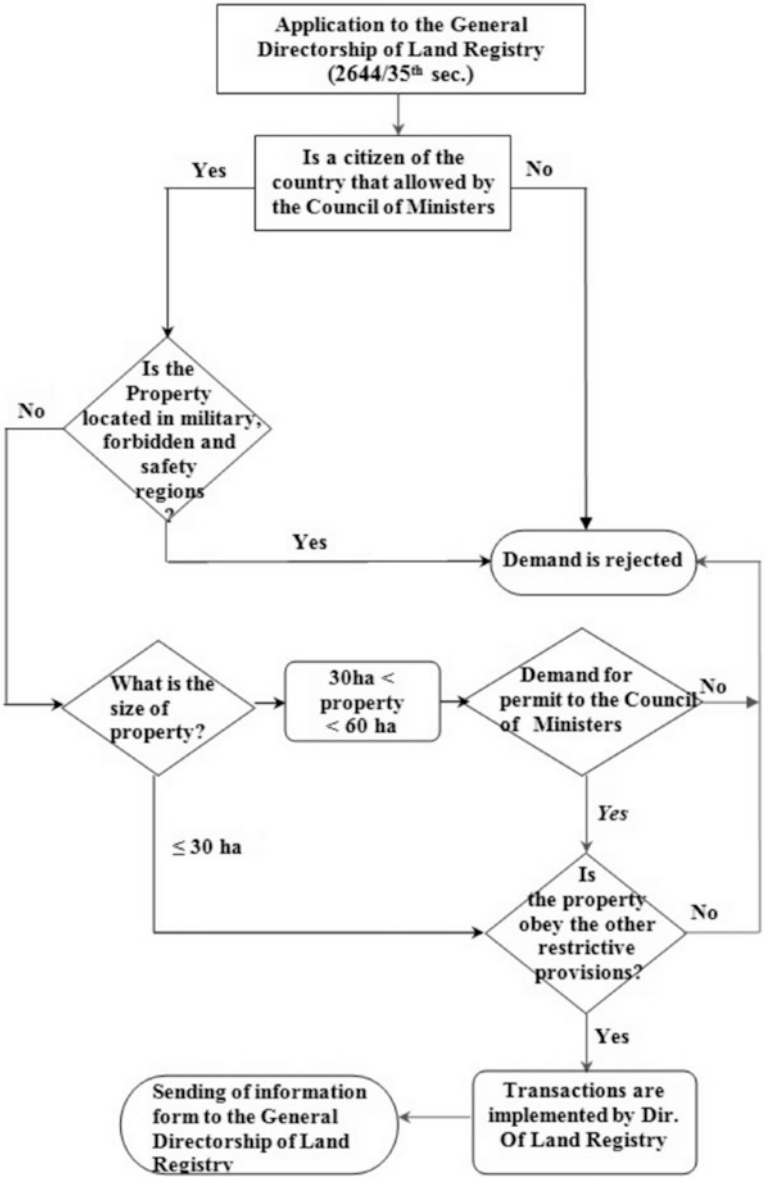 Application to the General
Directorship of Land Registry
(2644/35th sec.)
Is a citizen of the
country that allowed by
the Council of Ministers
Yes
No
Is the
Property
located in military,
forbidden and
safety
regions
?
No
Yes
Demand is rejected
What is the
size of
property?
30ha <
property
< 60 ha
Demand for
permit to the Council
of Ministers
No
Yes
≤ 30 ha
Is
the property
obey the other
restrictive
provisions?
No
Yes
Transactions are
implemented by Dir.
Of Land Registry
Sending of information
form to the General
Directorship of Land
Registry